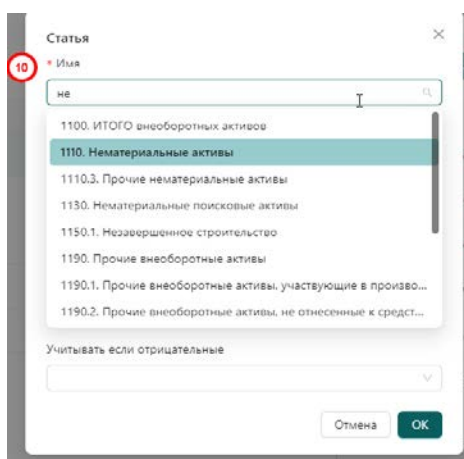 Статья
10
* Имя
не
1100. ИТОГО внеоборотных активов
1110. Нематериальные активы
1110.3. Прочие нематериальные активы
1130. Нематериальные поисковые активы
1150.1. Незавершенное строительство
1190. Прочие внеоборотные активы
1190.1. Прочие внеоборотные активы, участвующие в произво...
1190.2. Прочие внеоборотные активы, не отнесенные к средст...
Учитывать если отрицательные
Отмена
OK